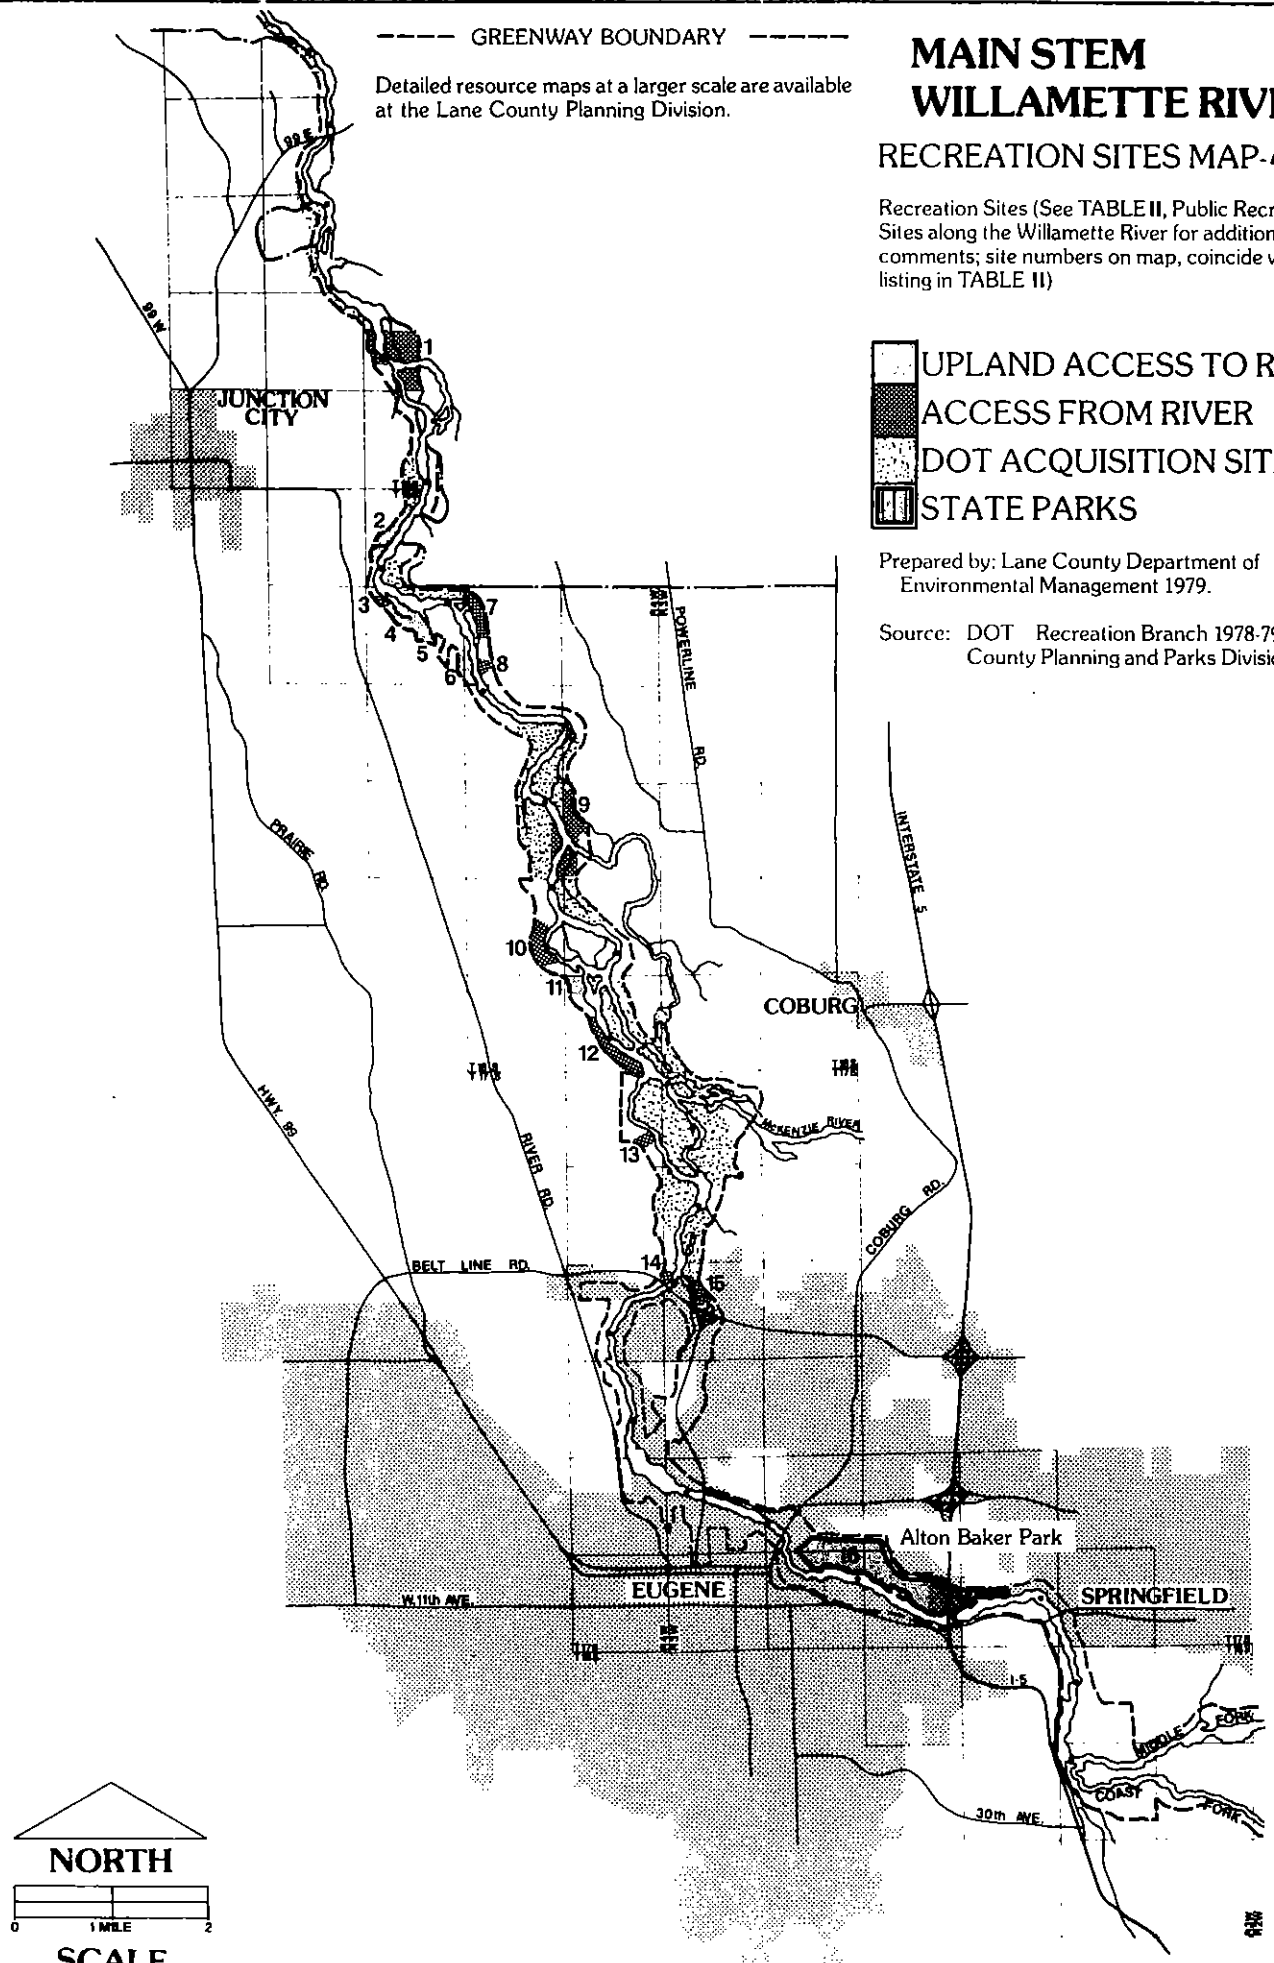 GREENWAY BOUNDARY
Detailed resource maps at a larger scale are available
at the Lane County Planning Division.
MAIN STEM
WILLAMETTE RIV
RECREATION SITES MAP-
Recreation Sites (See TABLE II, Public Recr
Sites along the Willamette River for addition
comments; site numbers on map, coincide
listing in TABLE II)
UPLAND ACCESS TO R
ACCESS FROM RIVER
DOT ACQUISITION SIT
STATE PARKS
Prepared by: Lane County Department of
Environmental Management 1979.
Source: DOT Recreation Branch 1978-79
County Planning and Parks Divisi
99 E
99 W
1
JUNCTION
CITY
2
3
4
5
6
7
8
POWERLINE
RD.
9
INTERSTATE 5
PRAIRIE
RD.
10
11
COBURG
12
HWY. 99
RIVER RD.
McKENZIE RIVER
13
COBURG RD.
BELT LINE RD.
14
15
Alton Baker Park
16
EUGENE
SPRINGFIELD
W. 11th AVE.
I-5
MIDDLE FORK
COAST FORK
30th AVE.
NORTH
0 1 MILE 2
SCALE